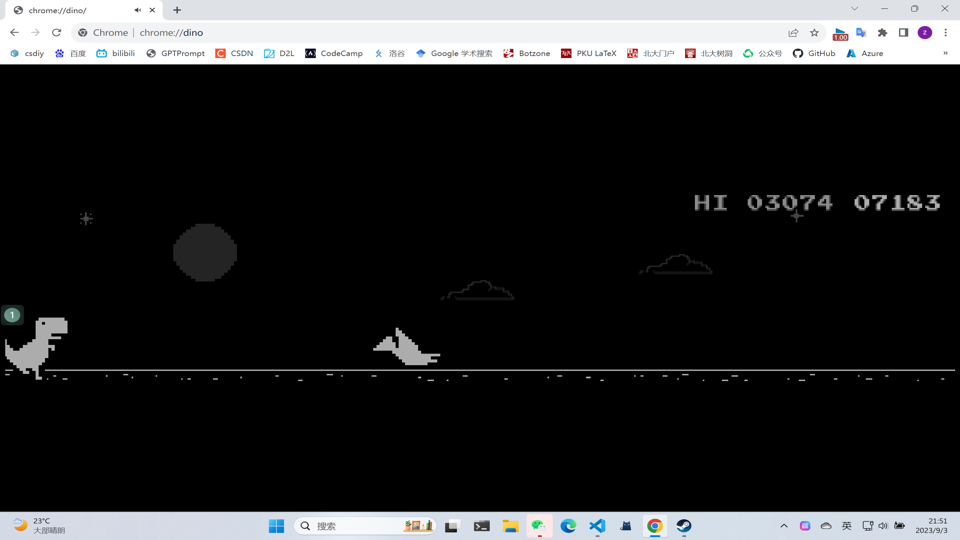 chrome://dino/
Chrome | chrome://dino
1.00
z
csdiy 百度 bilibili GPTPrompt CSDN D2L CodeCamp 洛谷 Google 学术搜索 Botzone PKU LaTeX 北大门户 北大树洞 公众号 GitHub Azure »
HI 03074 07183
1
23°C
大部晴朗
搜索
英
21:51
2023/9/3